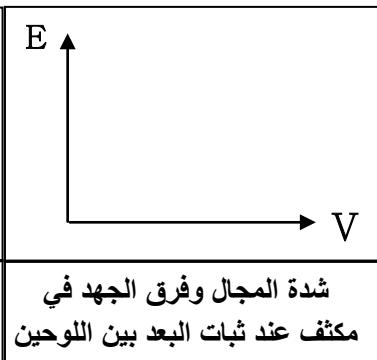 E
V
شدة المجال وفرق الجهد في
مكثف عند ثبات البعد بين اللوحين